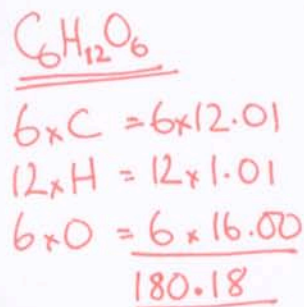 C₆H₁₂O₆
6×C = 6×12.01
12×H = 12×1.01
6×O = 6×16.00
180.18